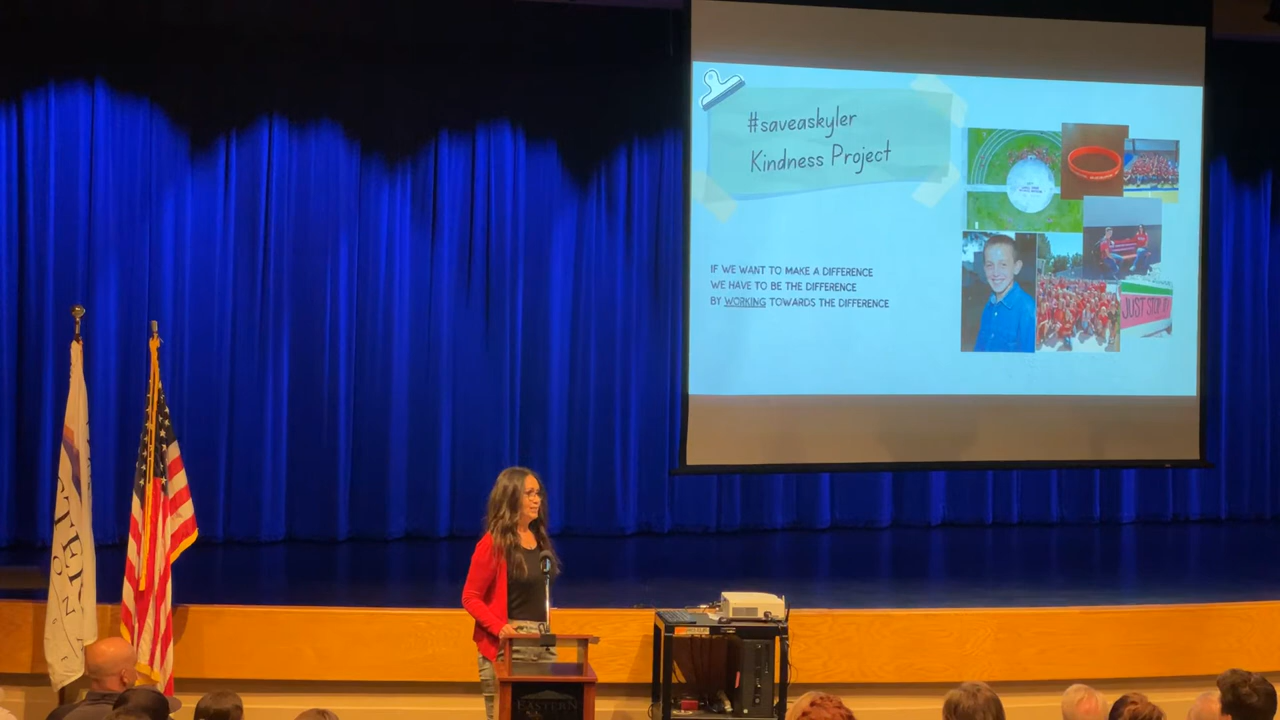 #saveaskyler
Kindness Project
IF WE WANT TO MAKE A DIFFERENCE
WE HAVE TO BE THE DIFFERENCE
BY WORKING TOWARDS THE DIFFERENCE
JUST STOP
EASTERN